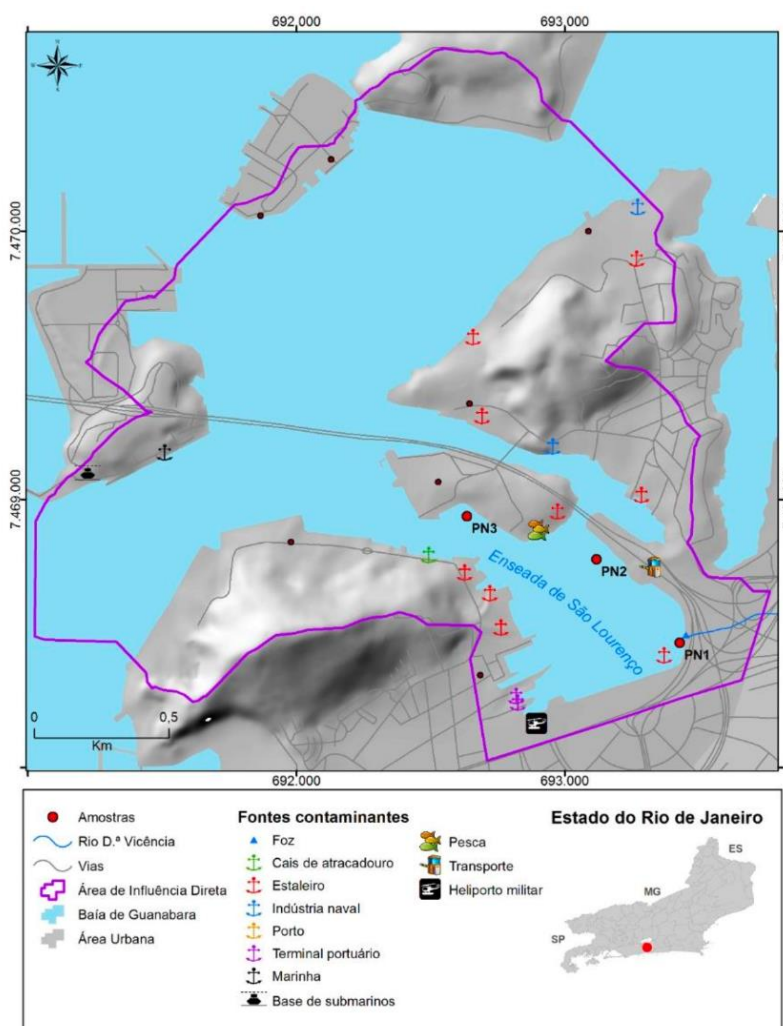 692.000
693.000
7.470.000
7.469.000
PN3
PN2
Enseada de São Lourenço
PN1
0
0,5
Km
692.000
693.000
Amostras
Rio D.ª Vicência
Vias
Área de Influência Direta
Baía de Guanabara
Área Urbana
Fontes contaminantes
Foz
Cais de atracadouro
Estaleiro
Indústria naval
Porto
Terminal portuário
Marinha
Base de submarinos
Pesca
Transporte
Heliporto militar
Estado do Rio de Janeiro
ES
MG
SP